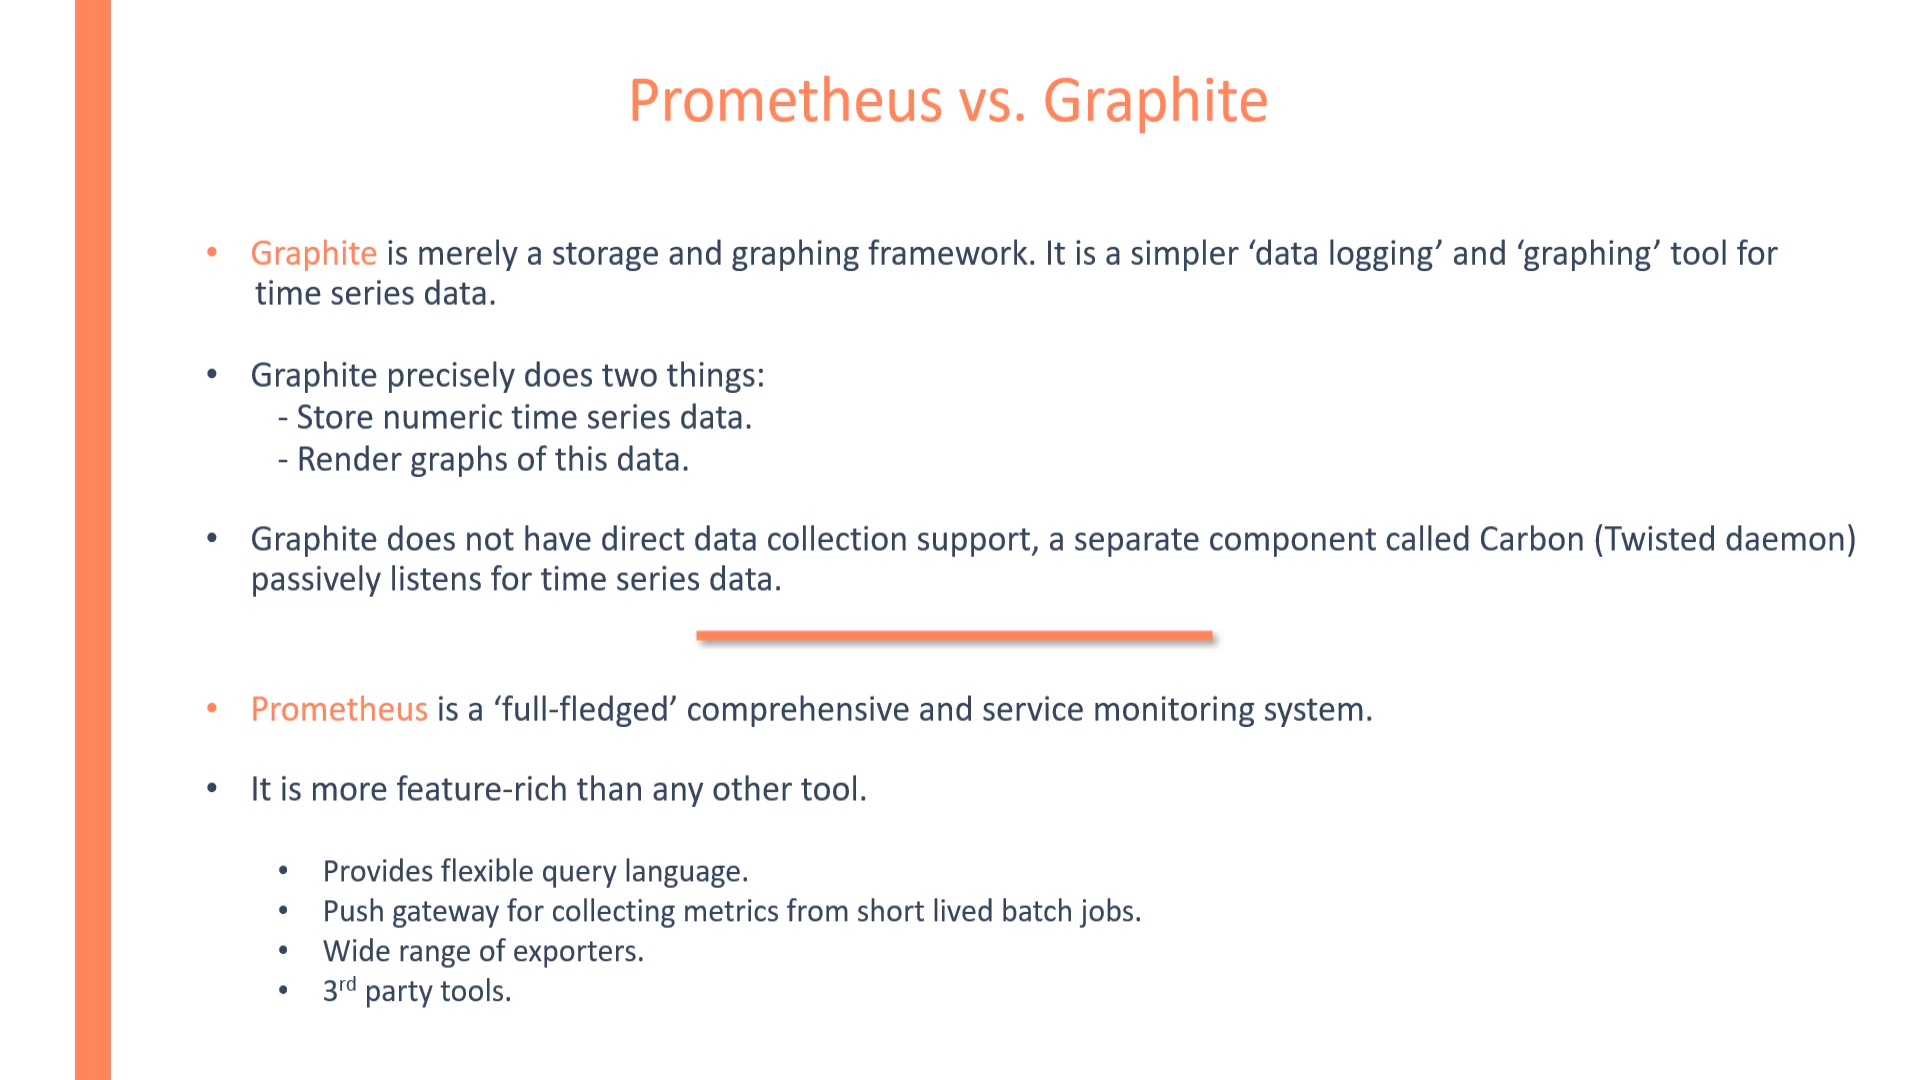 Prometheus vs. Graphite
• Graphite is merely a storage and graphing framework. It is a simpler ‘data logging’ and ‘graphing’ tool for
time series data.
• Graphite precisely does two things:
- Store numeric time series data.
- Render graphs of this data.
• Graphite does not have direct data collection support, a separate component called Carbon (Twisted daemon)
passively listens for time series data.
• Prometheus is a ‘full-fledged’ comprehensive and service monitoring system.
• It is more feature-rich than any other tool.
• Provides flexible query language.
• Push gateway for collecting metrics from short lived batch jobs.
• Wide range of exporters.
• 3rd party tools.